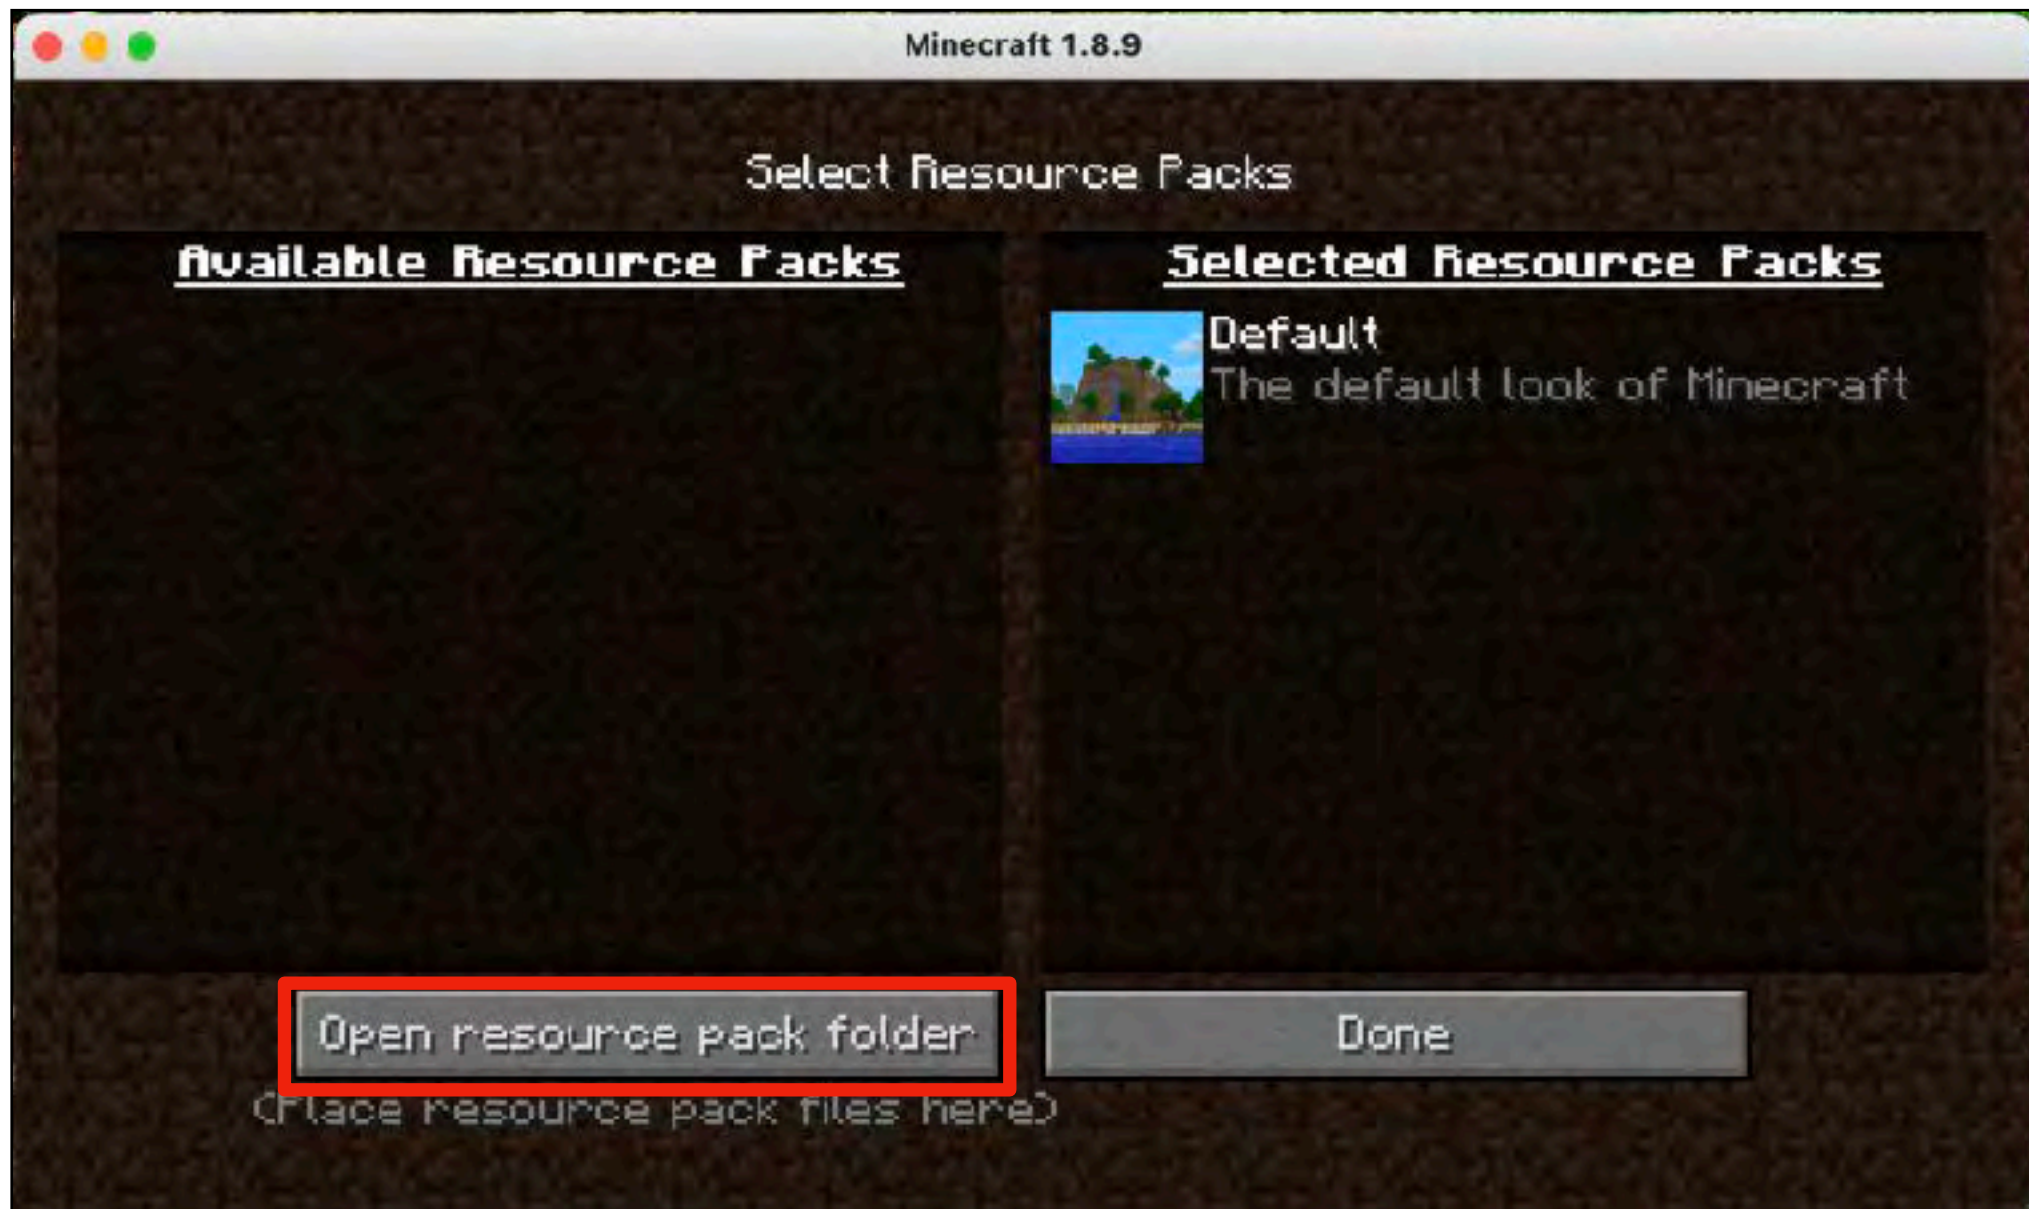 Minecraft 1.8.9
Select Resource Packs
Available Resource Packs
Selected Resource Packs
Default
The default look of Minecraft
Open resource pack folder
Done
(Place resource pack files here)